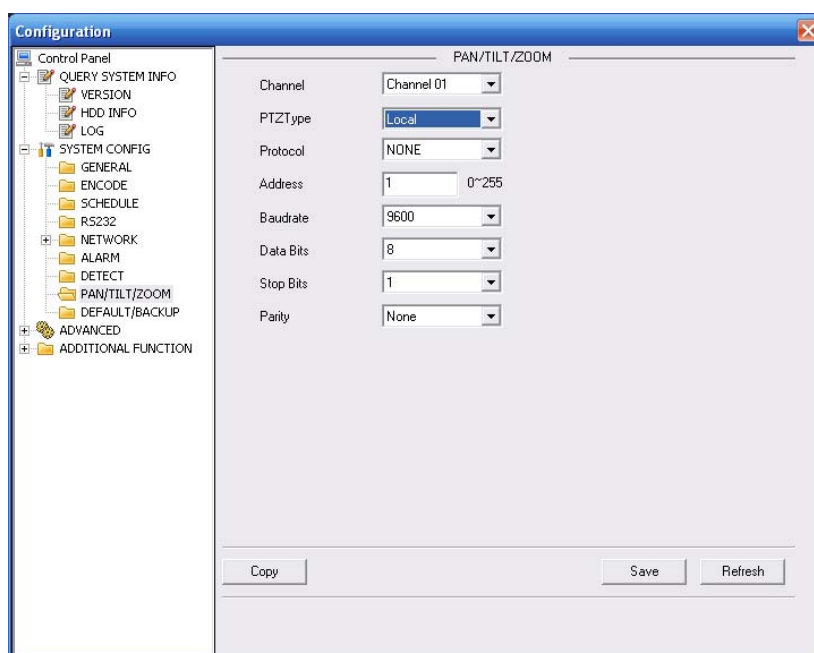 Configuration
Control Panel
QUERY SYSTEM INFO
VERSION
HDD INFO
LOG
SYSTEM CONFIG
GENERAL
ENCODE
SCHEDULE
RS232
NETWORK
ALARM
DETECT
PAN/TILT/ZOOM
DEFAULT/BACKUP
ADVANCED
ADDITIONAL FUNCTION
PAN/TILT/ZOOM
Channel Channel 01
PTZType Local
Protocol NONE
Address 1 0~255
Baudrate 9600
Data Bits 8
Stop Bits 1
Parity None
Copy Save Refresh